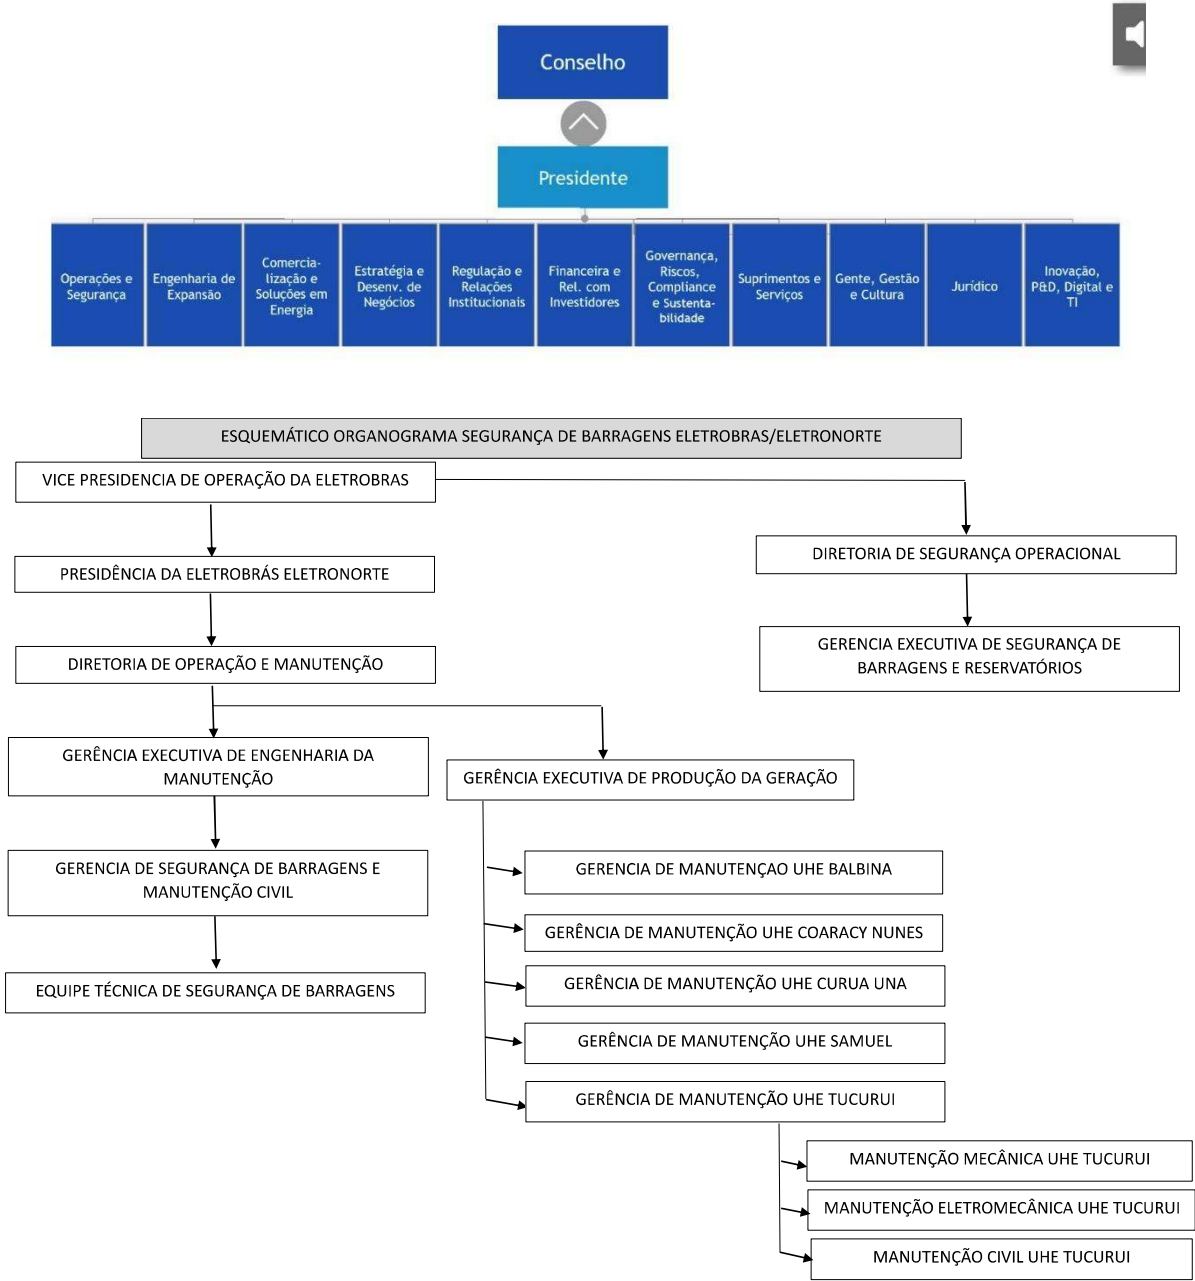 Conselho
Presidente
Operações e
Segurança
Engenharia de
Expansão
Comercia-
lização e
Soluções em
Energia
Estratégia e
Desenv. de
Negócios
Regulação e
Relações
Institucionais
Financeira e
Rel. com
Investidores
Governança,
Riscos,
Compliance
e Sustenta-
bilidade
Suprimentos e
Serviços
Gente, Gestão
e Cultura
Jurídico
Inovação,
P&D, Digital e
TI
ESQUEMÁTICO ORGANOGRAMA SEGURANÇA DE BARRAGENS ELETROBRAS/ELETRONORTE
VICE PRESIDENCIA DE OPERAÇÃO DA ELETROBRAS
DIRETORIA DE SEGURANÇA OPERACIONAL
PRESIDÊNCIA DA ELETROBRÁS ELETRONORTE
GERENCIA EXECUTIVA DE SEGURANÇA DE
BARRAGENS E RESERVATÓRIOS
DIRETORIA DE OPERAÇÃO E MANUTENÇÃO
GERÊNCIA EXECUTIVA DE ENGENHARIA DA
MANUTENÇÃO
GERÊNCIA EXECUTIVA DE PRODUÇÃO DA GERAÇÃO
GERENCIA DE SEGURANÇA DE BARRAGENS E
MANUTENÇÃO CIVIL
EQUIPE TÉCNICA DE SEGURANÇA DE BARRAGENS
GERENCIA DE MANUTENÇAO UHE BALBINA
GERÊNCIA DE MANUTENÇÃO UHE COARACY NUNES
GERÊNCIA DE MANUTENÇÃO UHE CURUA UNA
GERÊNCIA DE MANUTENÇÃO UHE SAMUEL
GERÊNCIA DE MANUTENÇÃO UHE TUCURUI
MANUTENÇÃO MECÂNICA UHE TUCURUI
MANUTENÇÃO ELETROMECÂNICA UHE TUCURUI
MANUTENÇÃO CIVIL UHE TUCURUI